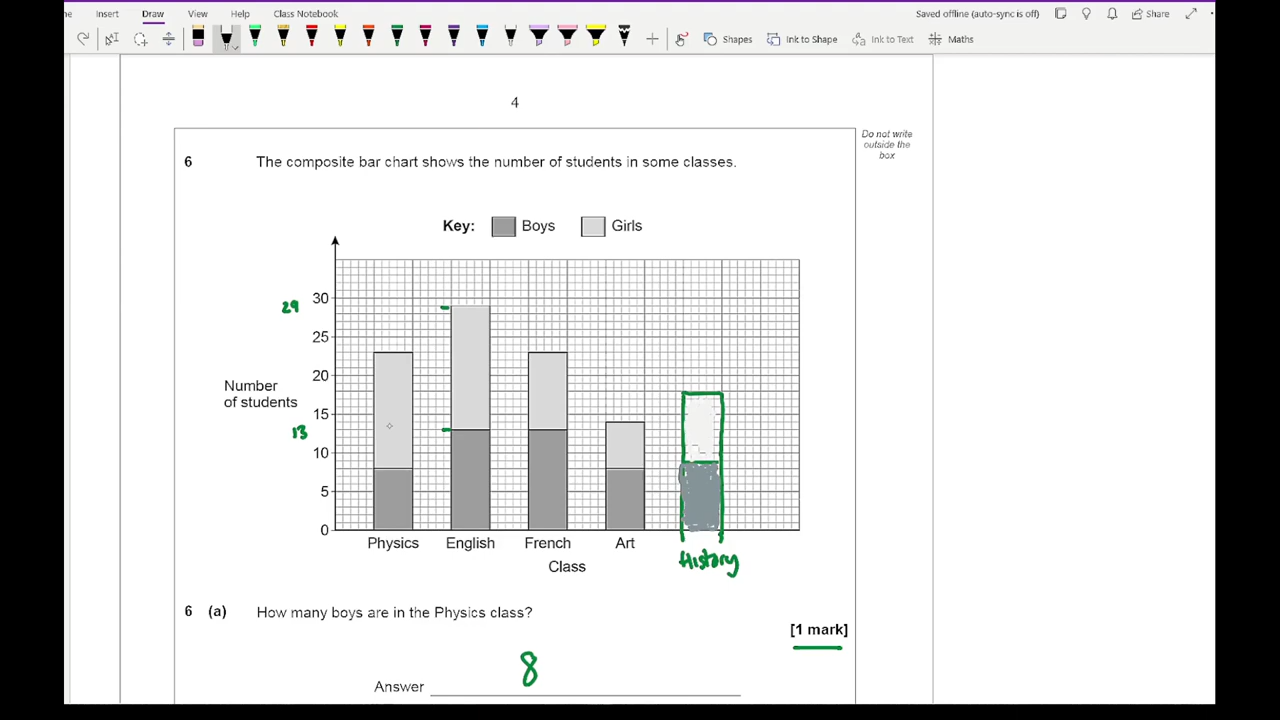 me Insert Draw View Help Class Notebook Saved offline (auto-sync is off) Share
Shapes Ink to Shape Ink to Text Maths
4
Do not write
outside the
box
6 The composite bar chart shows the number of students in some classes.
Key: Boys Girls
29
30
25
20
Number
of students
15
13
10
5
0
Physics English French Art History
Class
6 (a) How many boys are in the Physics class?
[1 mark]
8
Answer